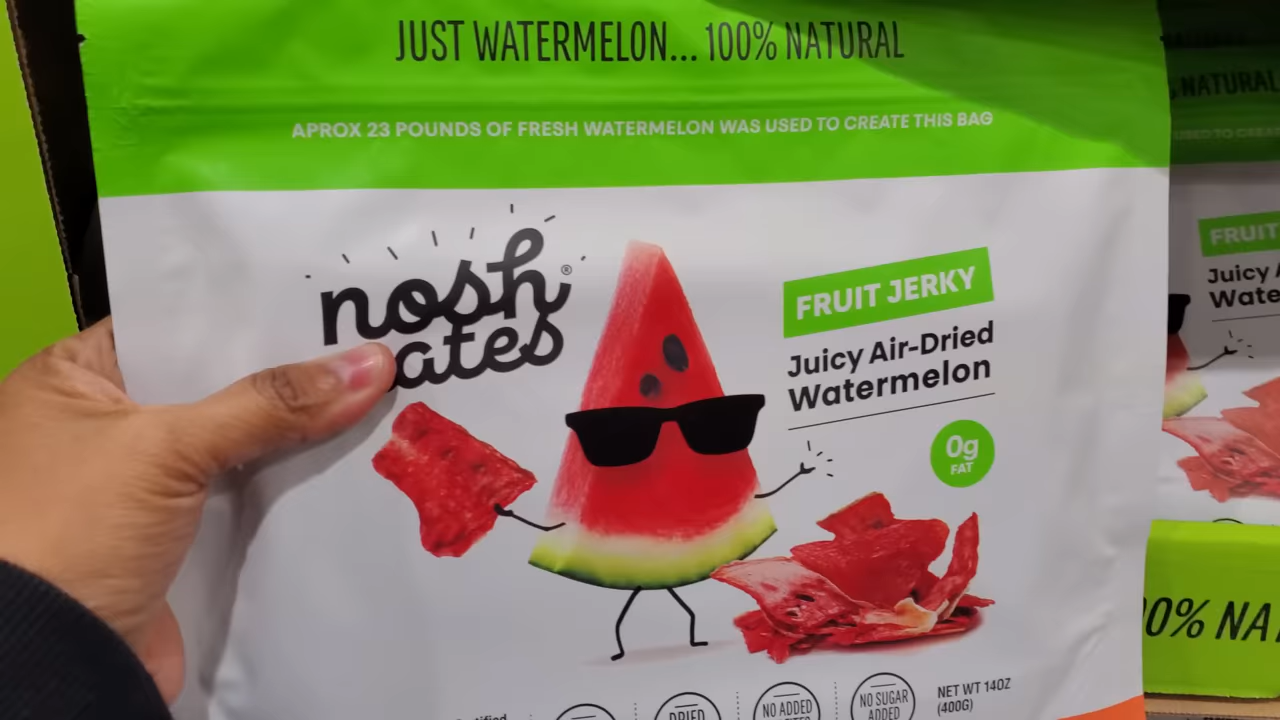 JUST WATERMELON... 100% NATURAL
APROX 23 POUNDS OF FRESH WATERMELON WAS USED TO CREATE THIS BAG
nosh®
ates
FRUIT JERKY
Juicy Air-Dried
Watermelon
0g
FAT
DRIED
NO ADDED
NO SUGAR
ADDED
NET WT 14OZ
(400G)
NATURAL
FRUIT
Juicy
Wate
00% NA